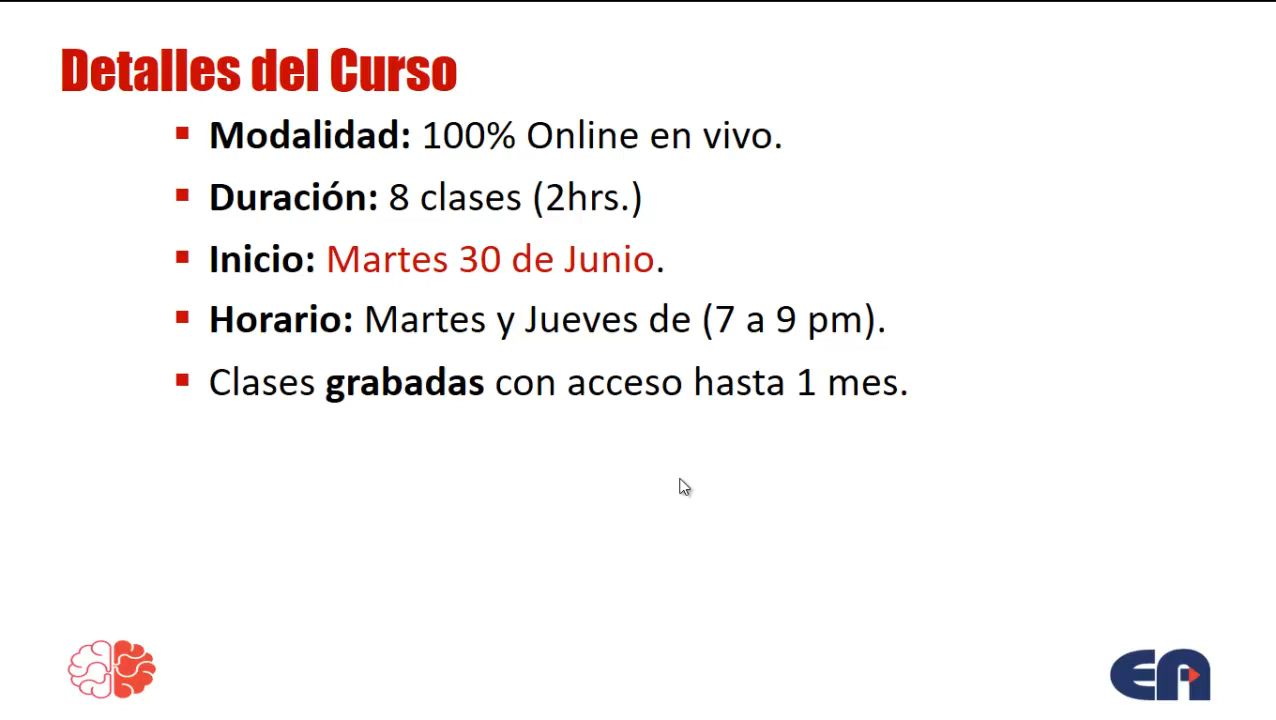 Detalles del Curso
Modalidad: 100% Online en vivo.
Duración: 8 clases (2hrs.)
Inicio: Martes 30 de Junio.
Horario: Martes y Jueves de (7 a 9 pm).
Clases grabadas con acceso hasta 1 mes.
EA